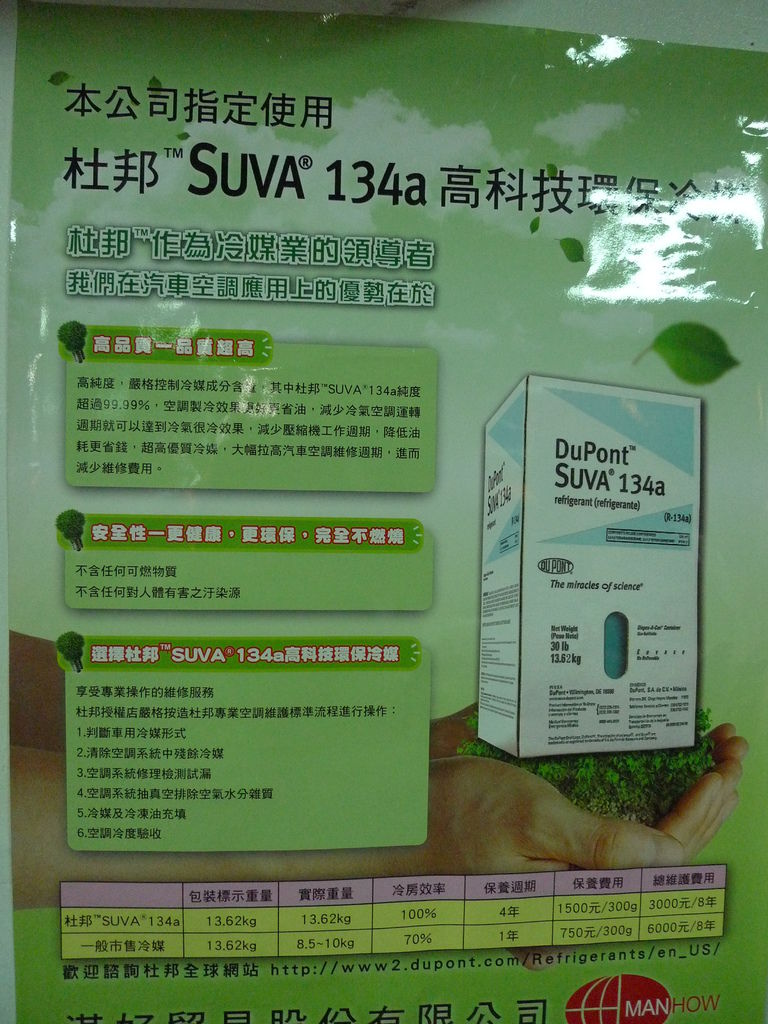 本公司指定使用
杜邦™SUVA® 134a 高科技環保冷媒
杜邦™作為冷媒業的領導者
我們在汽車空調應用上的優勢在於
高品質—品質超高
高純度，嚴格控制冷媒成分含量，其中杜邦™SUVA®134a純度
超過99.99%，空調製冷效果更好更省油，減少冷氣空調運轉
週期就可以達到冷氣很冷效果，減少壓縮機工作週期，降低油
耗更省錢，超高優質冷媒，大幅拉高汽車空調維修週期，進而
減少維修費用。
安全性—更健康，更環保，完全不燃燒
不含任何可燃物質
不含任何對人體有害之汙染源
選擇杜邦™SUVA®134a高科技環保冷媒
享受專業操作的維修服務
杜邦授權店嚴格按造杜邦專業空調維護標準流程進行操作：
1.判斷車用冷媒形式
2.清除空調系統中殘餘冷媒
3.空調系統修理檢測試漏
4.空調系統抽真空排除空氣水分雜質
5.冷媒及冷凍油充填
6.空調冷度驗收
DuPont™
SUVA® 134a
refrigerant (refrigerante)
(R-134a)
DuPont™
SUVA® 134a
DU PONT
The miracles of science®
Net Weight
(Peso Neto)
30 lb
13.62kg
包裝標示重量 實際重量 冷房效率 保養週期 保養費用 總維護費用
杜邦™SUVA®134a 13.62kg 13.62kg 100% 4年 1500元/300g 3000元/8年
一般市售冷媒 13.62kg 8.5~10kg 70% 1年 750元/300g 6000元/8年
歡迎諮詢杜邦全球網站 http://www2.dupont.com/Refrigerants/en_US/
滿好貿易股份有限公司
MANHOW